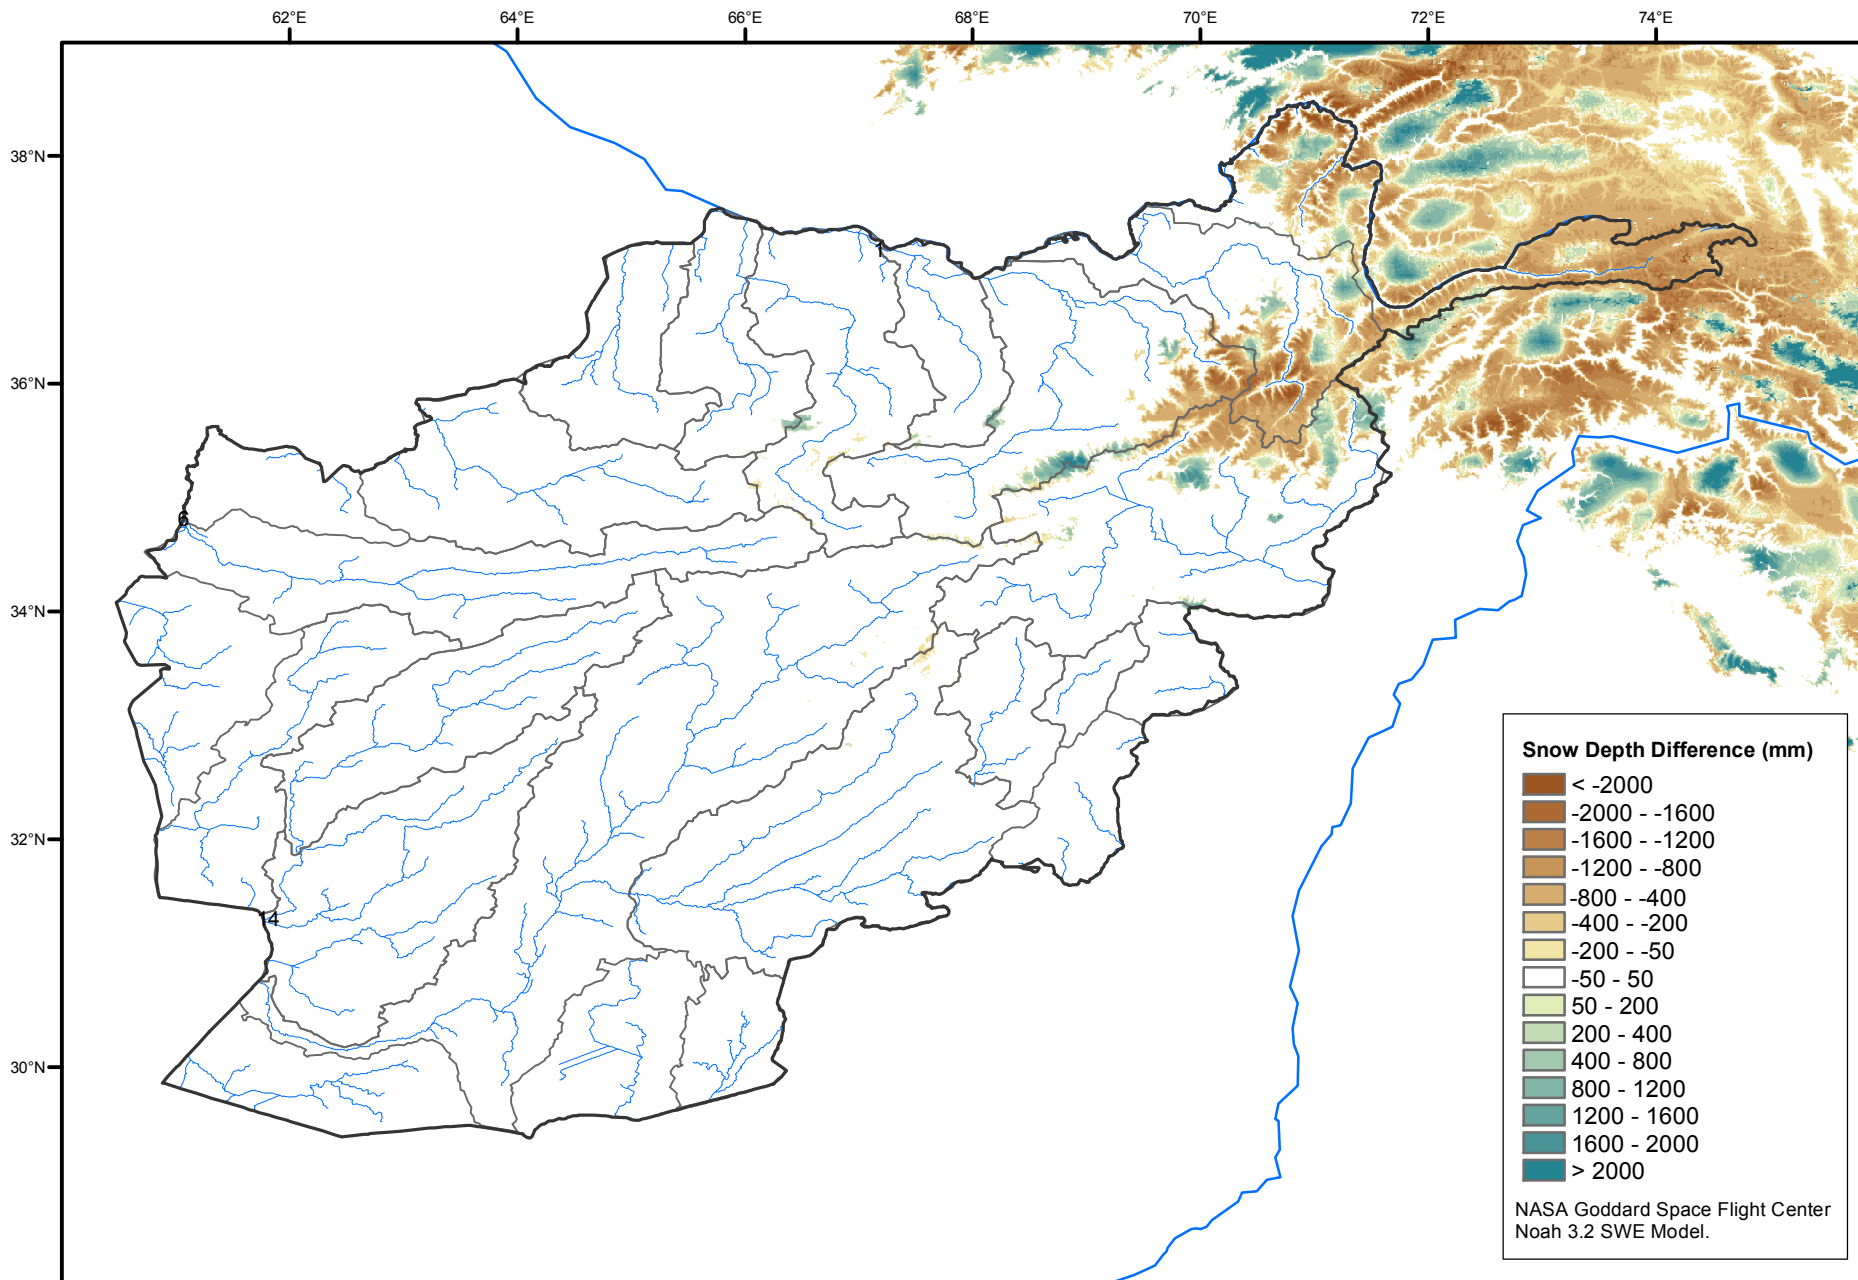 62°E
64°E
66°E
68°E
70°E
72°E
74°E
38°N
36°N
34°N
32°N
30°N
1
6
14
Snow Depth Difference (mm)
< -2000
-2000 - -1600
-1600 - -1200
-1200 - -800
-800 - -400
-400 - -200
-200 - -50
-50 - 50
50 - 200
200 - 400
400 - 800
800 - 1200
1200 - 1600
1600 - 2000
> 2000
NASA Goddard Space Flight Center
Noah 3.2 SWE Model.